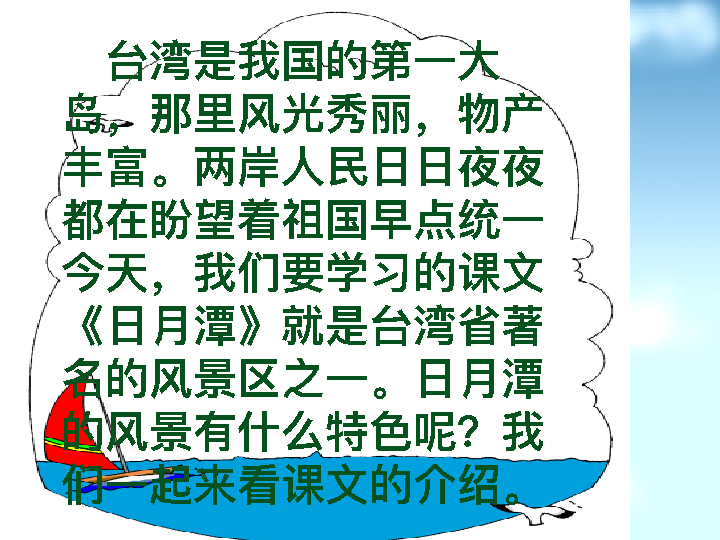 台湾是我国的第一大
岛，那里风光秀丽，物产
丰富。两岸人民日日夜夜
都在盼望着祖国早点统一
今天，我们要学习的课文
《日月潭》就是台湾省著
名的风景区之一。日月潭
的风景有什么特色呢？我
们一起来看课文的介绍。